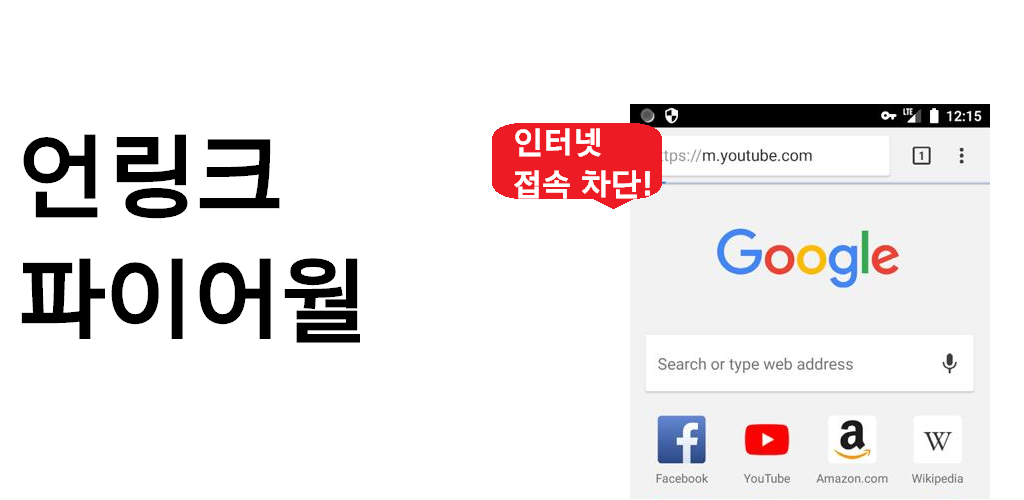 언링크
파이어월
인터넷
접속 차단!
LTE
12:15
ttps://m.youtube.com
1
Google
Search or type web address
Facebook
YouTube
Amazon.com
Wikipedia